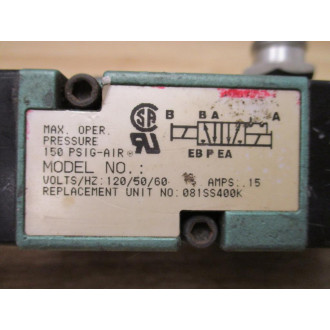 B B A A
MAX. OPER.
PRESSURE
150 PSIG-AIR
EB P EA
MODEL NO.:
VOLTS/HZ:120/50/60 AMPS:.15
REPLACEMENT UNIT NO:081SS400K